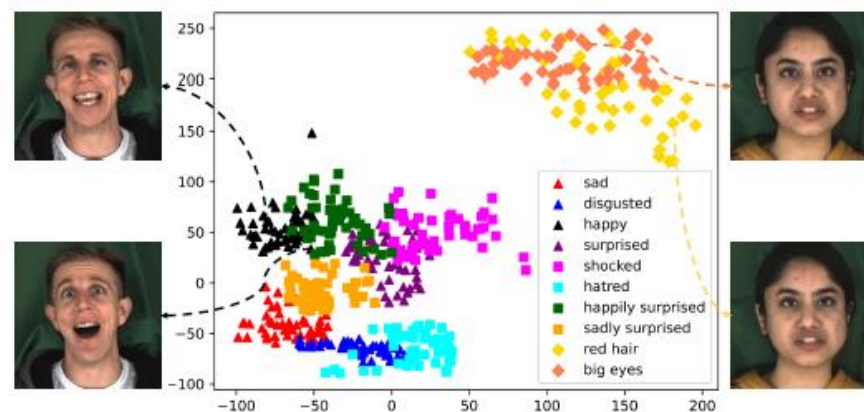 250
200
150
100
50
0
−50
−100
−100 −50 0 50 100 150 200
sad
disgusted
happy
surprised
shocked
hatred
happily surprised
sadly surprised
red hair
big eyes